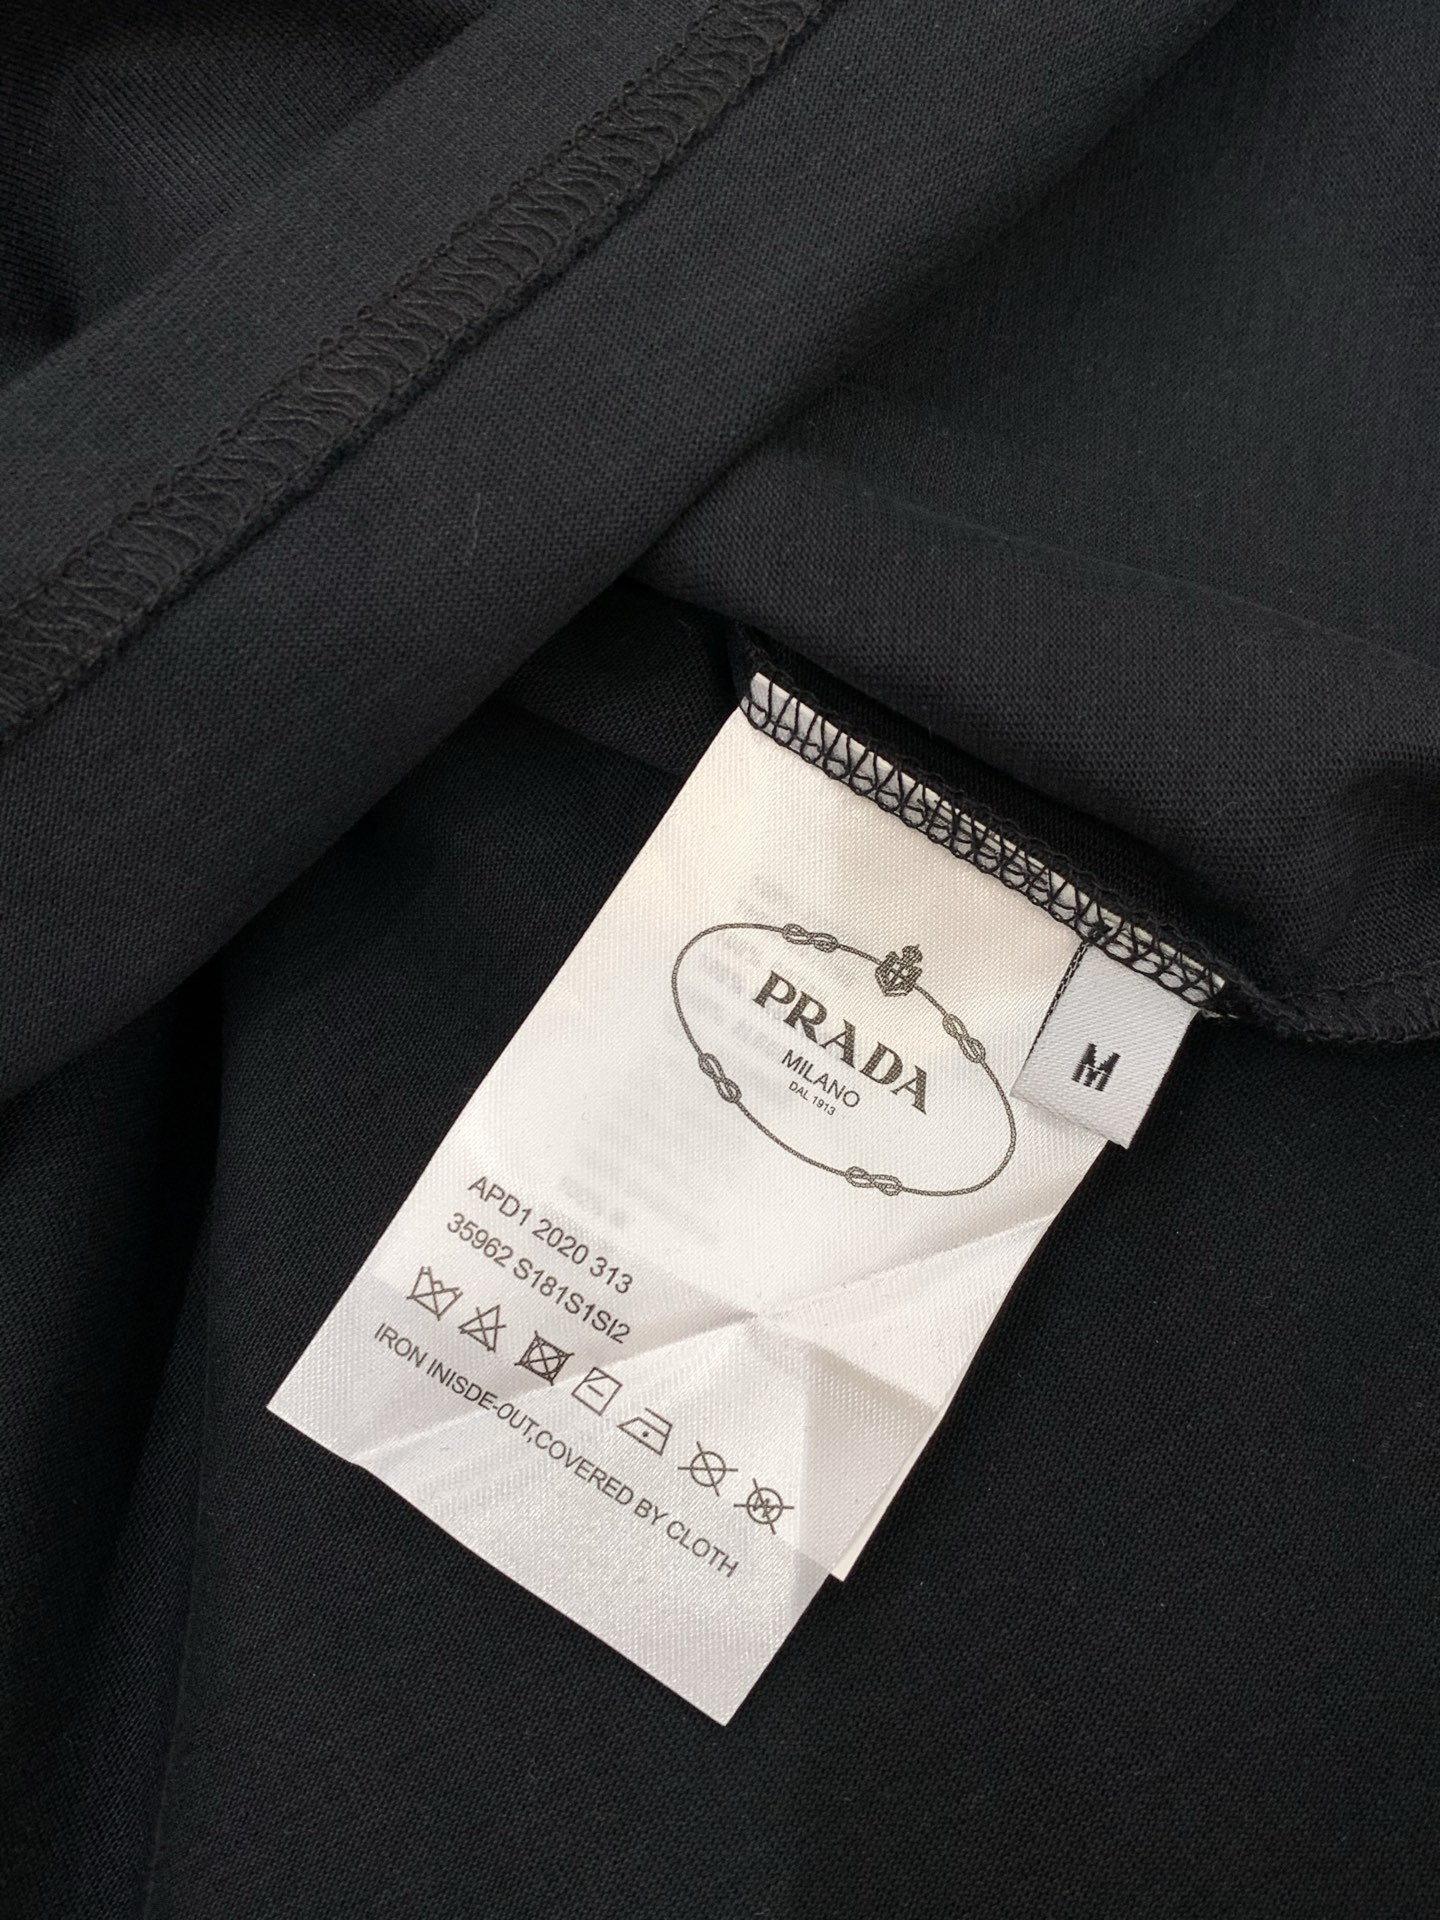 PRADA
MILANO
DAL 1913
M
APD1 2020 313
35962 S181S1SI2
IRON INISDE-OUT,COVERED BY CLOTH